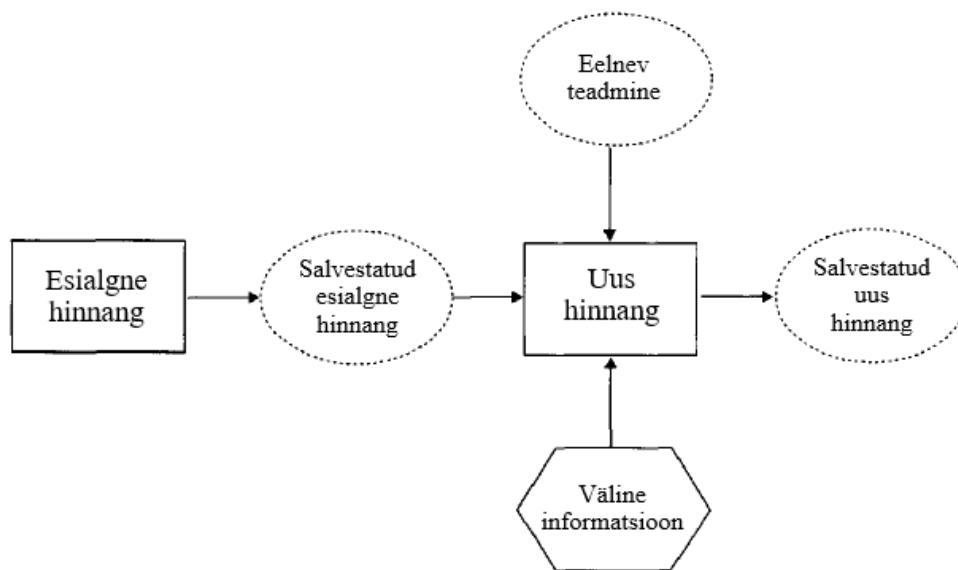 Eelnev
teadmine
Esialgne
hinnang
Salvestatud
esialgne
hinnang
Uus
hinnang
Salvestatud
uus
hinnang
Väline
informatsioon